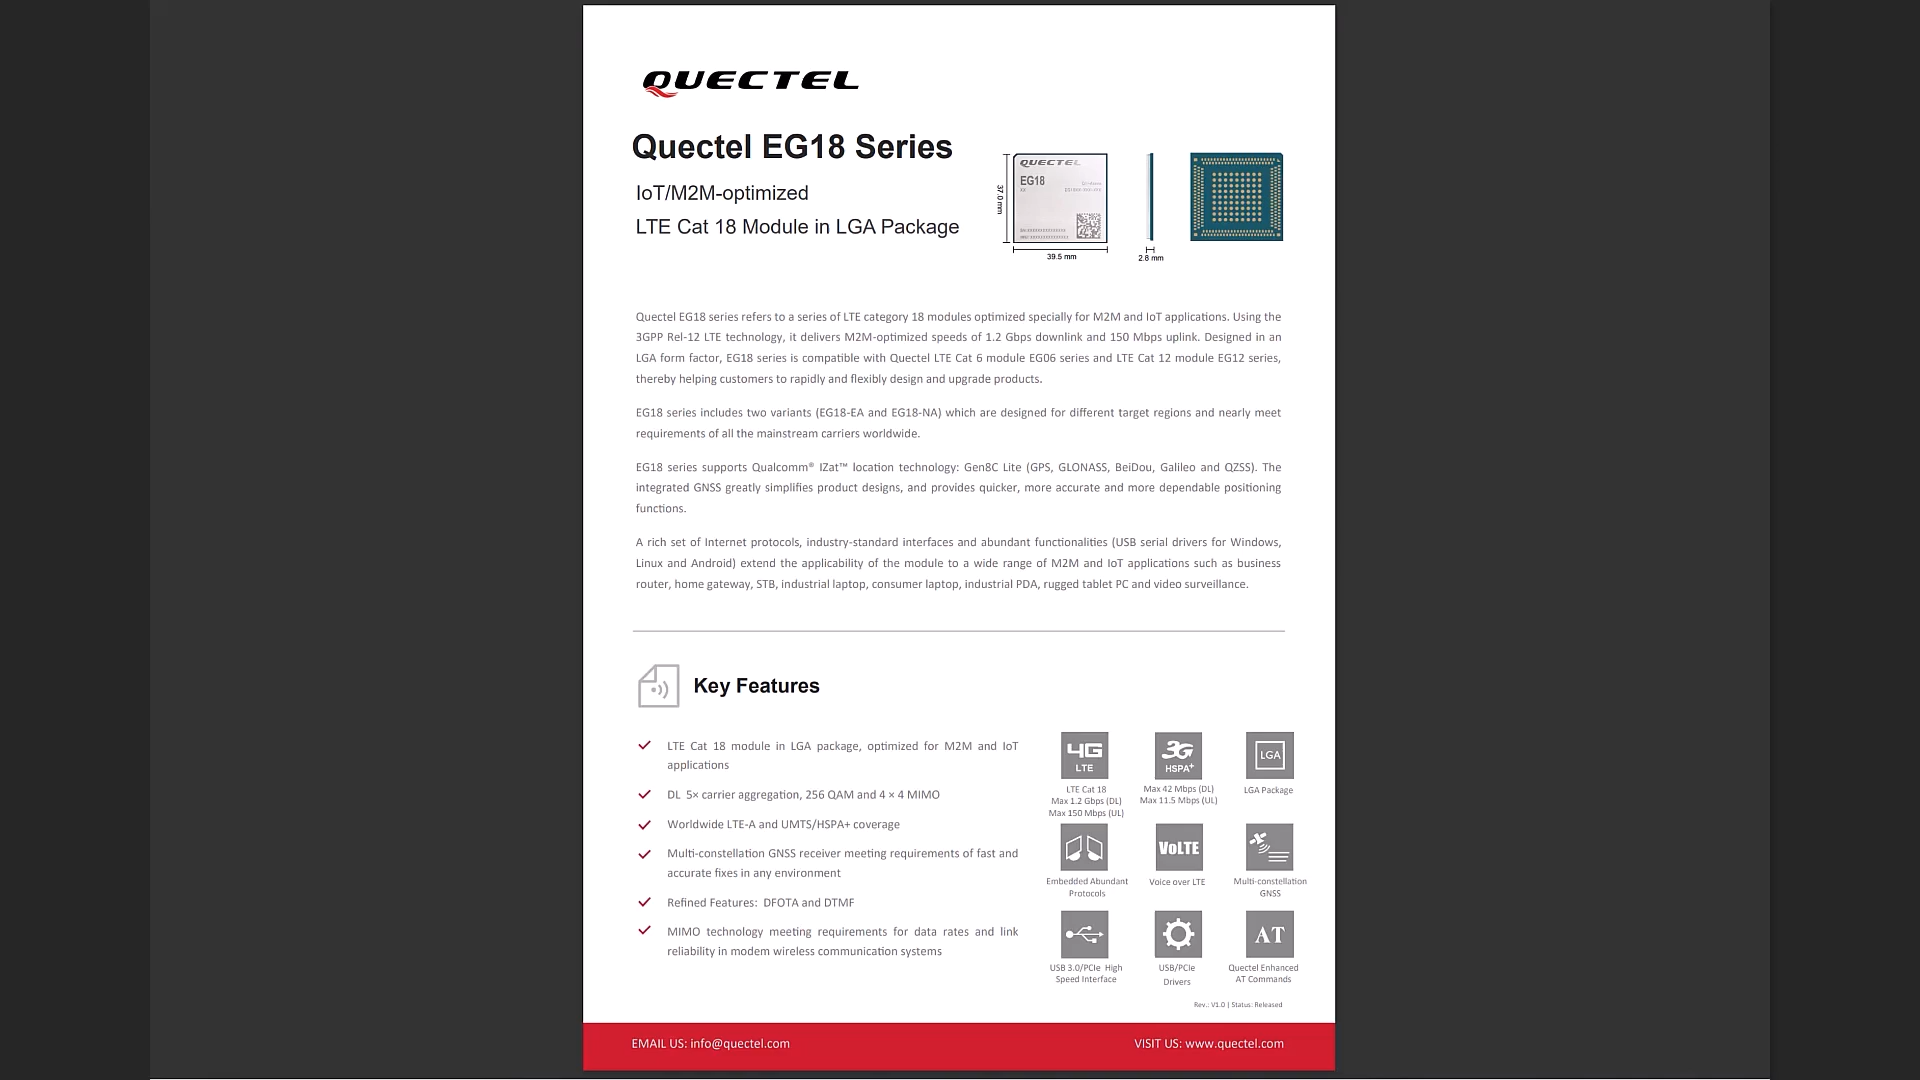 QUECTEL
Quectel EG18 Series
IoT/M2M-optimized
LTE Cat 18 Module in LGA Package
QUECTEL
EG18
37.0 mm
39.5 mm
2.8 mm
Quectel EG18 series refers to a series of LTE category 18 modules optimized specially for M2M and IoT applications. Using the
3GPP Rel-12 LTE technology, it delivers M2M-optimized speeds of 1.2 Gbps downlink and 150 Mbps uplink. Designed in an
LGA form factor, EG18 series is compatible with Quectel LTE Cat 6 module EG06 series and LTE Cat 12 module EG12 series,
thereby helping customers to rapidly and flexibly design and upgrade products.
EG18 series includes two variants (EG18-EA and EG18-NA) which are designed for different target regions and nearly meet
requirements of all the mainstream carriers worldwide.
EG18 series supports Qualcomm® IZat™ location technology: Gen8C Lite (GPS, GLONASS, BeiDou, Galileo and QZSS). The
integrated GNSS greatly simplifies product designs, and provides quicker, more accurate and more dependable positioning
functions.
A rich set of Internet protocols, industry-standard interfaces and abundant functionalities (USB serial drivers for Windows,
Linux and Android) extend the applicability of the module to a wide range of M2M and IoT applications such as business
router, home gateway, STB, industrial laptop, consumer laptop, industrial PDA, rugged tablet PC and video surveillance.
Key Features
LTE Cat 18 module in LGA package, optimized for M2M and IoT
applications
DL 5× carrier aggregation, 256 QAM and 4 × 4 MIMO
Worldwide LTE-A and UMTS/HSPA+ coverage
Multi-constellation GNSS receiver meeting requirements of fast and
accurate fixes in any environment
Refined Features: DFOTA and DTMF
MIMO technology meeting requirements for data rates and link
reliability in modem wireless communication systems
4G
LTE
LTE Cat 18
Max 1.2 Gbps (DL)
Max 150 Mbps (UL)
3G
HSPA+
Max 42 Mbps (DL)
Max 11.5 Mbps (UL)
LGA
LGA Package
Embedded Abundant
Protocols
VoLTE
Voice over LTE
Multi-constellation
GNSS
USB 3.0/PCIe High
Speed Interface
USB/PCIe
Drivers
AT
Quectel Enhanced
AT Commands
Rev.: V1.0 | Status: Released
EMAIL US: info@quectel.com
VISIT US: www.quectel.com